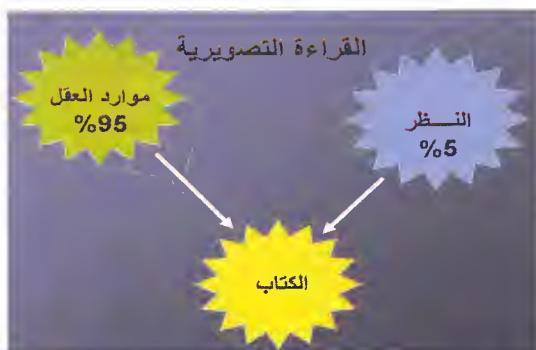 القراءة التصويرية
النـــظر
%5
موارد العقل
%95
الكتاب